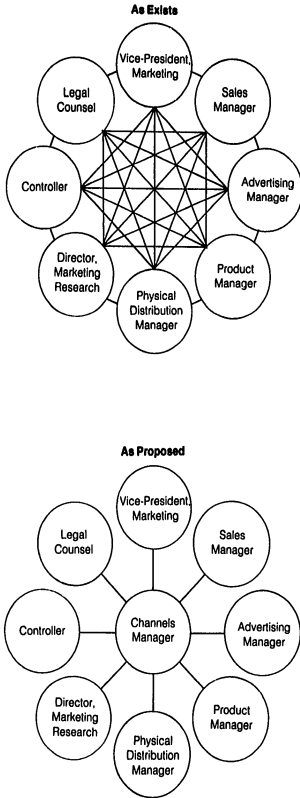 As Exists
Vice-President,
Marketing
Legal
Counsel
Sales
Manager
Controller
Advertising
Manager
Director,
Marketing
Research
Product
Manager
Physical
Distribution
Manager
As Proposed
Vice-President,
Marketing
Legal
Counsel
Sales
Manager
Controller
Channels
Manager
Advertising
Manager
Director,
Marketing
Research
Product
Manager
Physical
Distribution
Manager